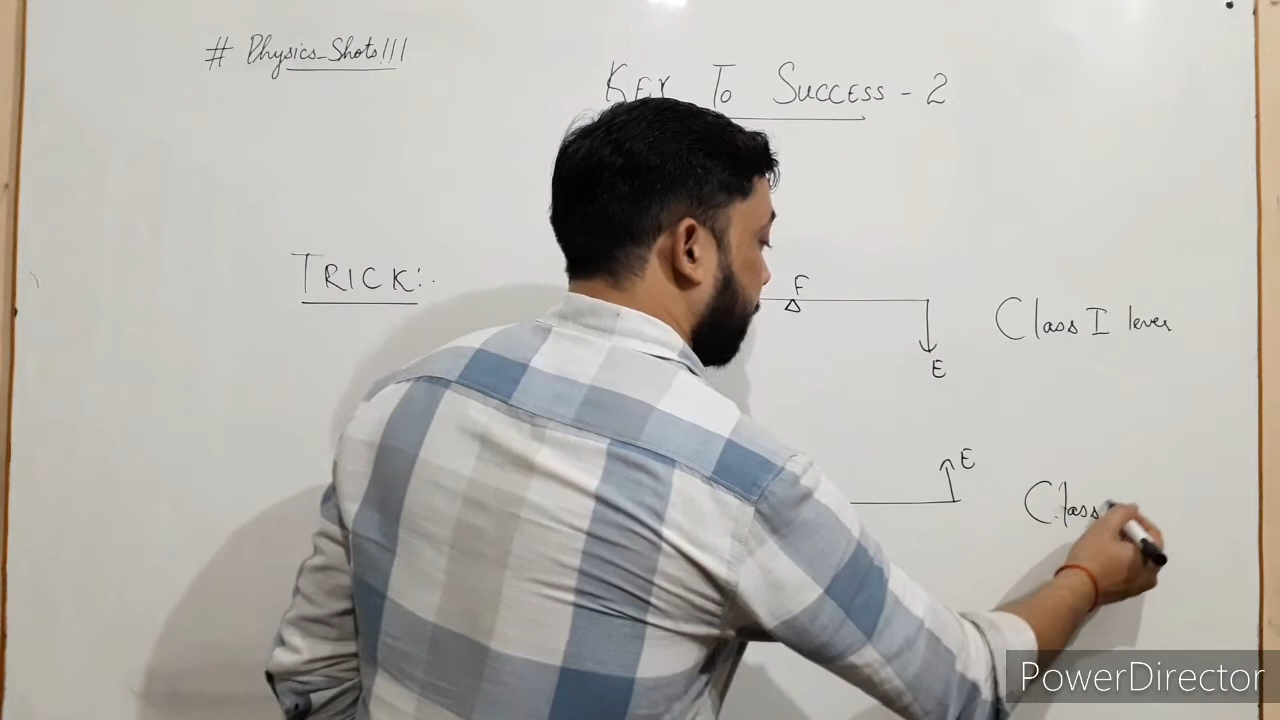 # Physics_Shots!!!
KEY TO SUCCESS - 2
TRICK:.
F
Class I lever
E
E
Class
PowerDirector